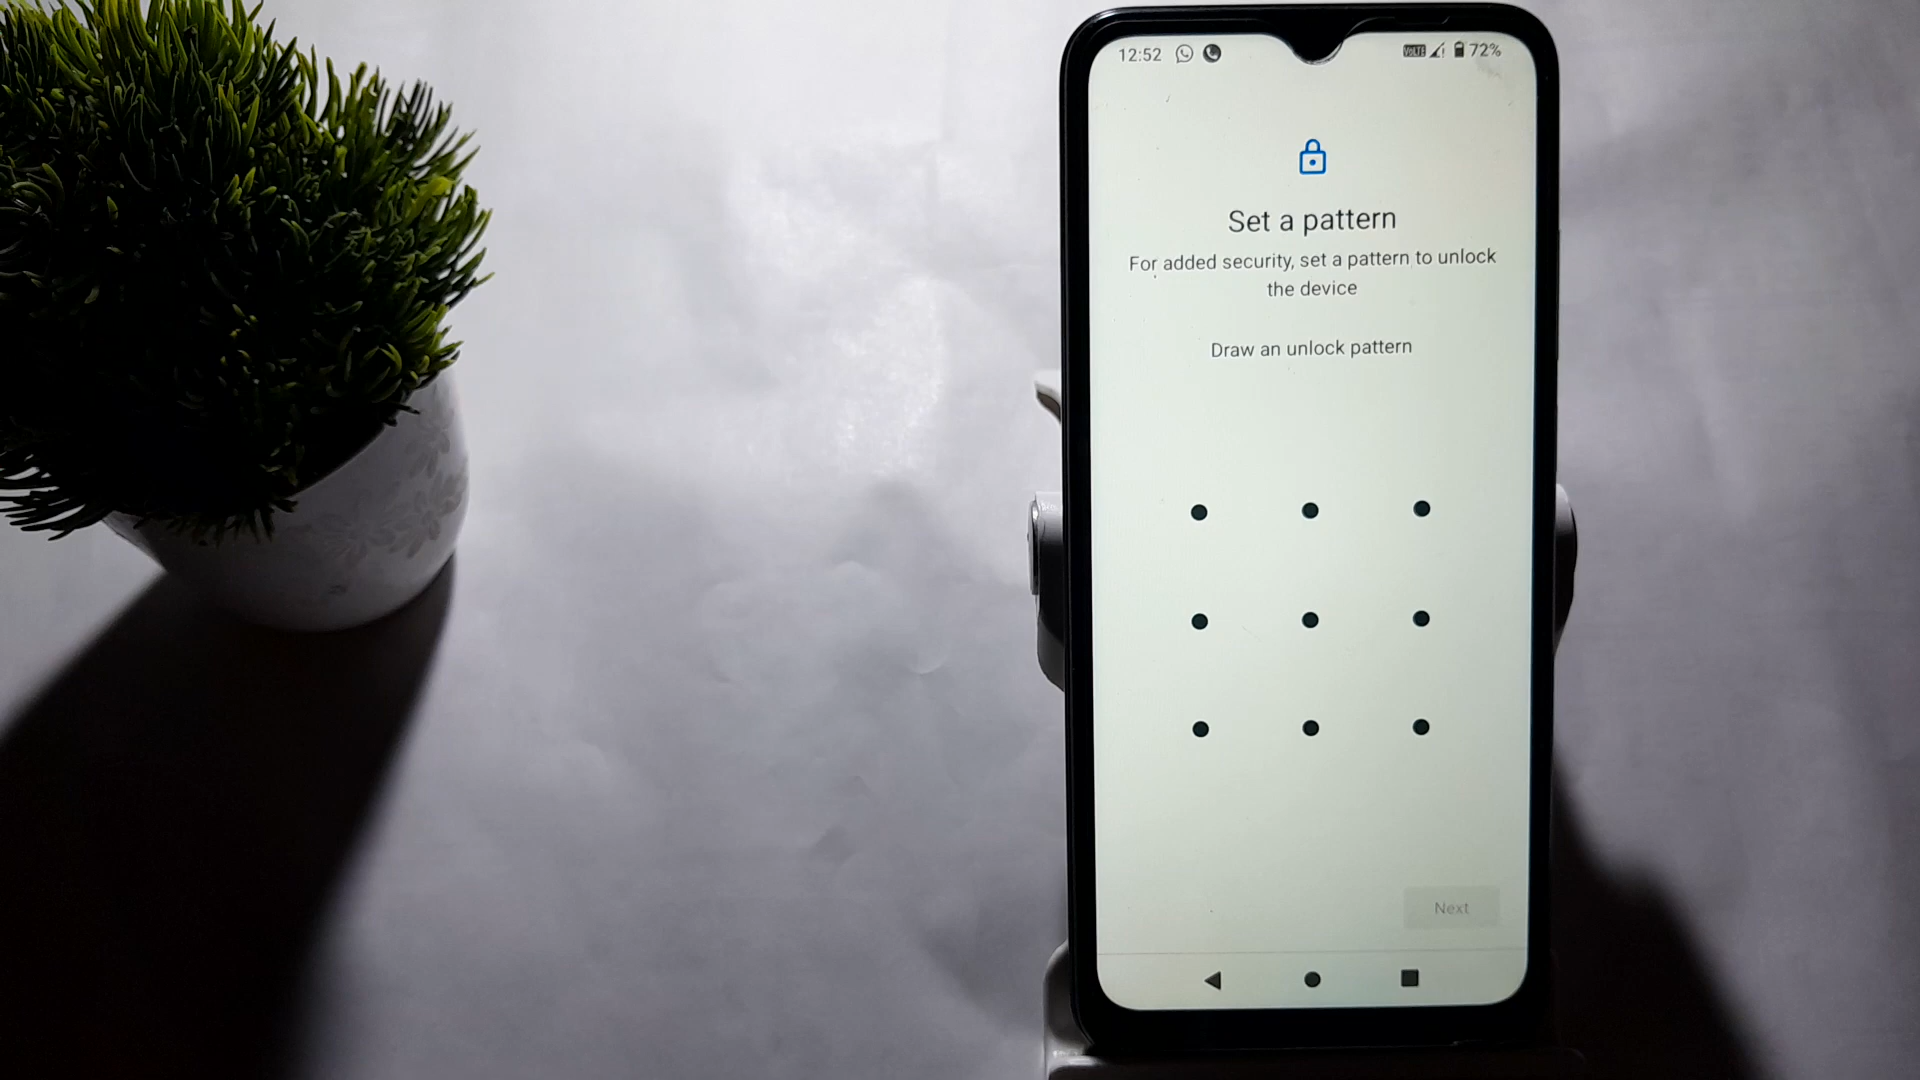 12:52 VoLTE 72%
Set a pattern
For added security, set a pattern to unlock
the device
Draw an unlock pattern
Next